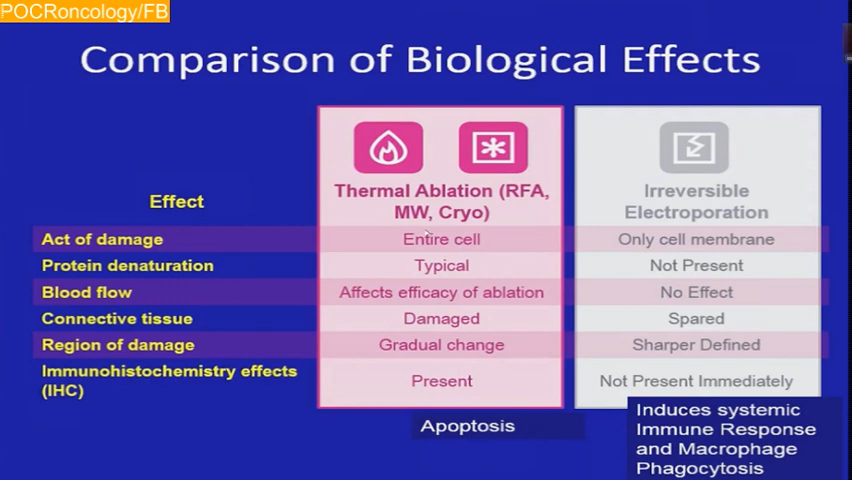 POCRoncology/FB
Comparison of Biological Effects
Effect
Thermal Ablation (RFA,
MW, Cryo)
Irreversible
Electroporation
Act of damage Entire cell Only cell membrane
Protein denaturation Typical Not Present
Blood flow Affects efficacy of ablation No Effect
Connective tissue Damaged Spared
Region of damage Gradual change Sharper Defined
Immunohistochemistry effects
(IHC) Present Not Present Immediately
Apoptosis
Induces systemic
Immune Response
and Macrophage
Phagocytosis